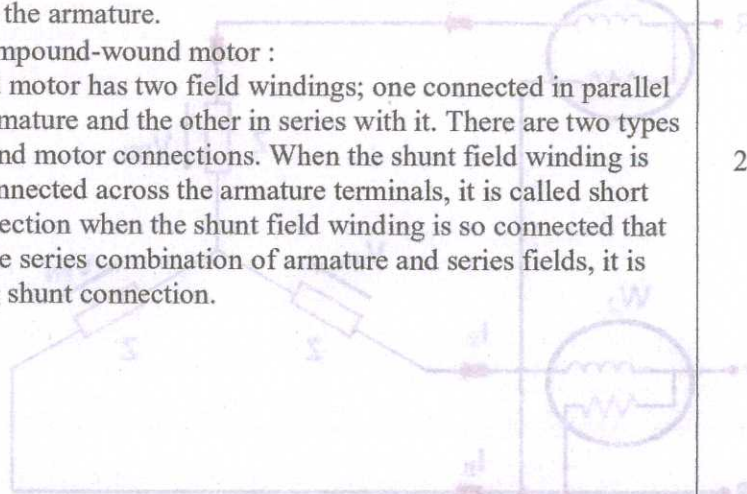 the armature.
mpound-wound motor :
motor has two field windings; one connected in parallel
mature and the other in series with it. There are two types
nd motor connections. When the shunt field winding is
nnected across the armature terminals, it is called short
ection when the shunt field winding is so connected that
e series combination of armature and series fields, it is
shunt connection.
2